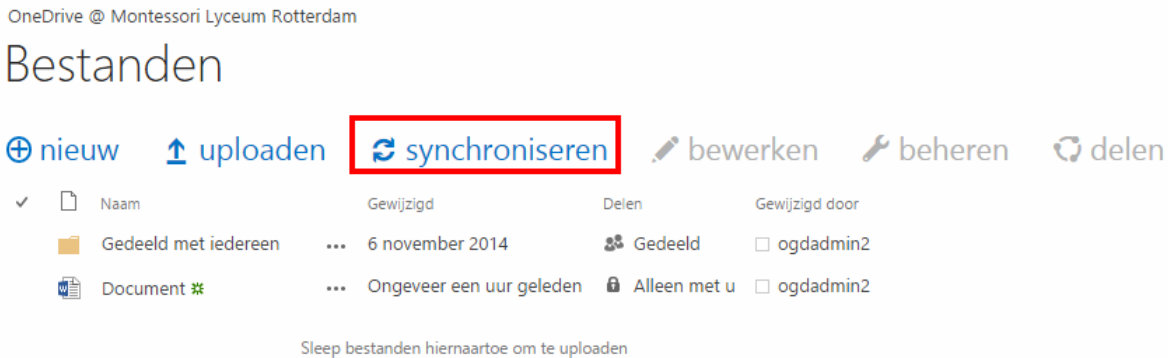 OneDrive @ Montessori Lyceum Rotterdam
Bestanden
nieuw uploaden synchroniseren bewerken beheren delen
Naam Gewijzigd Delen Gewijzigd door
Gedeeld met iedereen ... 6 november 2014 Gedeeld ogdadmin2
Document ... Ongeveer een uur geleden Alleen met u ogdadmin2
Sleep bestanden hiernaartoe om te uploaden